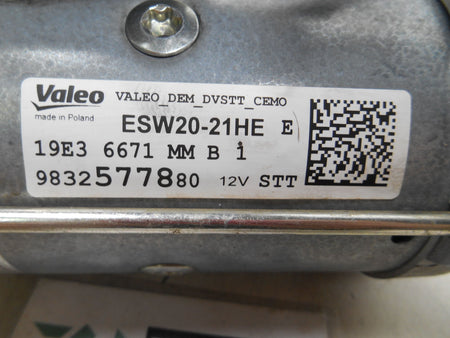 Valeo VALEO_DEM_DVSTT_CEMO
made in Poland
ESW20-21HE E
19E3 6671 MM B 1
9832577880 12V STT